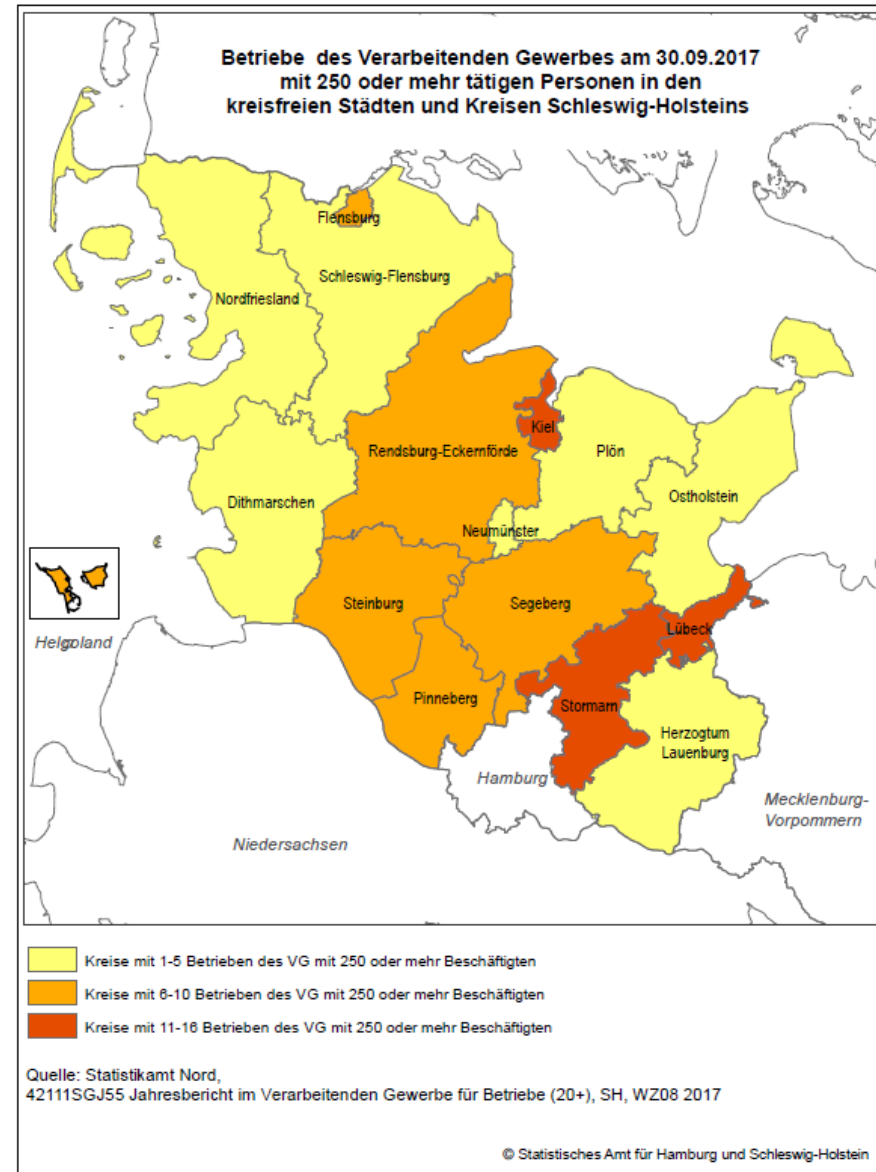 Betriebe des Verarbeitenden Gewerbes am 30.09.2017
mit 250 oder mehr tätigen Personen in den
kreisfreien Städten und Kreisen Schleswig-Holsteins
Flensburg
Schleswig-Flensburg
Nordfriesland
Kiel
Rendsburg-Eckernförde
Plön
Ostholstein
Dithmarschen
Neumünster
Steinburg
Segeberg
Lübeck
Helgoland
Pinneberg
Stormarn
Herzogtum
Lauenburg
Hamburg
Mecklenburg-
Vorpommern
Niedersachsen
Kreise mit 1-5 Betrieben des VG mit 250 oder mehr Beschäftigten
Kreise mit 6-10 Betrieben des VG mit 250 oder mehr Beschäftigten
Kreise mit 11-16 Betrieben des VG mit 250 oder mehr Beschäftigten
Quelle: Statistikamt Nord,
42111SGJ55 Jahresbericht im Verarbeitenden Gewerbe für Betriebe (20+), SH, WZ08 2017
© Statistisches Amt für Hamburg und Schleswig-Holstein